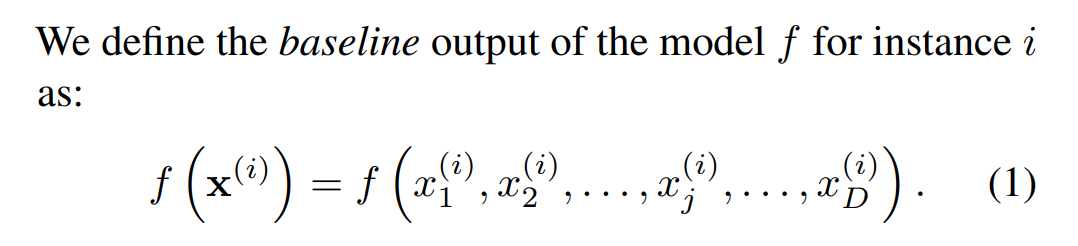 We define the baseline output of the model f for instance i
as:
f(x^{(i)}) = f(x_1^{(i)}, x_2^{(i)}, . . . , x_j^{(i)}, . . . , x_D^{(i)}) . (1)